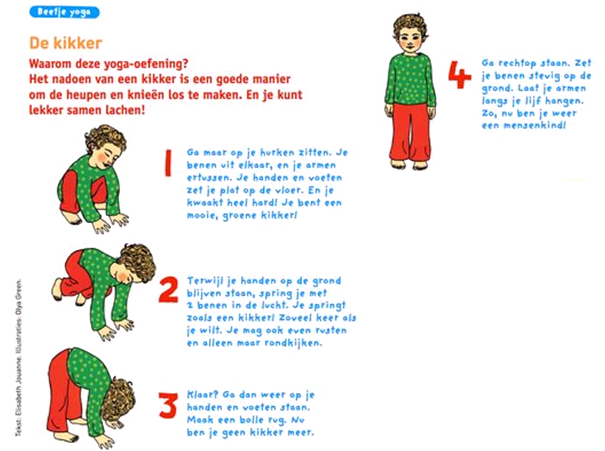 Beetje yoga
De kikker
Waarom deze yoga-oefening?
Het nadoen van een kikker is een goede manier
om de heupen en knieën los te maken. En je kunt
lekker samen lachen!
1
Ga maar op je hurken zitten. Je
benen uit elkaar, en je armen
ertussen. Je handen en voeten
zet je plat op de vloer. En je
kwaakt heel hard! Je bent een
mooie, groene kikker!
2
Terwijl je handen op de grond
blijven staan, spring je met
2 benen in de lucht. Je springt
zoals een kikker! Zoveel keer als
je wilt. Je mag ook even rusten
en alleen maar rondkijken.
3
Klaar? Ga dan weer op je
handen en voeten staan.
Maak een bolle rug. Nu
ben je geen kikker meer.
4
Ga rechtop staan. Zet
je benen stevig op de
grond. Laat je armen
langs je lijf hangen.
Zo, nu ben je weer
een mensenkind!
Tekst: Elisabeth Jouanne. Illustraties: Olya Green.